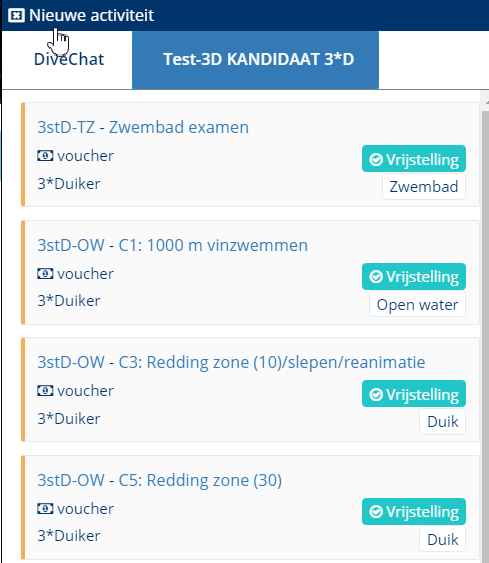 Nieuwe activiteit
DiveChat
Test-3D KANDIDAAT 3*D
3stD-TZ - Zwembad examen
voucher
Vrijstelling
3*Duiker
Zwembad
3stD-OW - C1: 1000 m vinzwemmen
voucher
Vrijstelling
3*Duiker
Open water
3stD-OW - C3: Redding zone (10)/slepen/reanimatie
voucher
Vrijstelling
3*Duiker
Duik
3stD-OW - C5: Redding zone (30)
voucher
Vrijstelling
3*Duiker
Duik